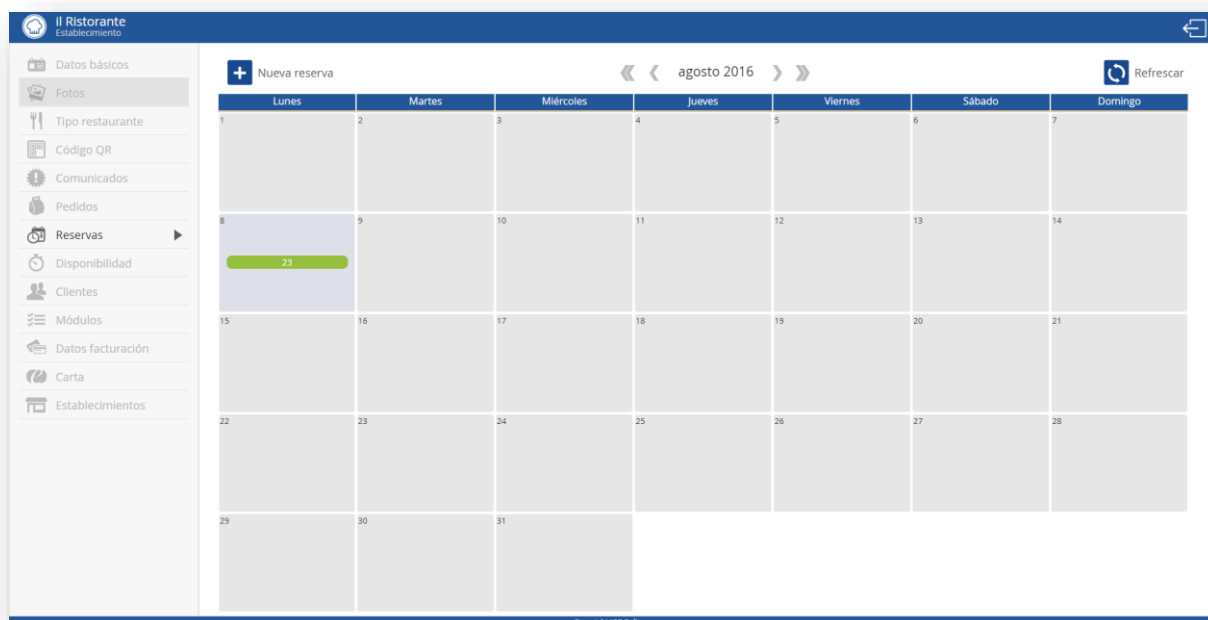 il Ristorante
Establecimiento
Datos básicos
Fotos
Tipo restaurante
Código QR
Comunicados
Pedidos
Reservas
Disponibilidad
Clientes
Módulos
Datos facturación
Carta
Establecimientos
Nueva reserva
agosto 2016
Refrescar
Lunes Martes Miércoles Jueves Viernes Sábado Domingo
1 2 3 4 5 6 7
8 9 10 11 12 13 14
23
15 16 17 18 19 20 21
22 23 24 25 26 27 28
29 30 31